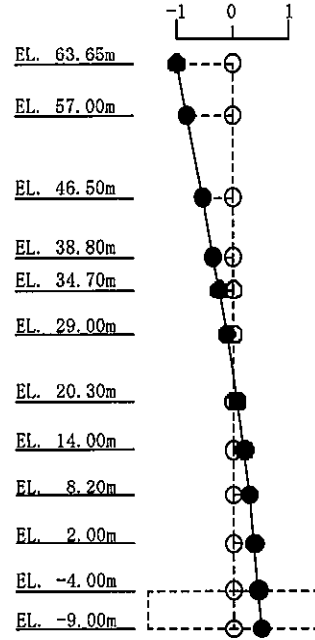 -1 0 1
EL. 63.65m
EL. 57.00m
EL. 46.50m
EL. 38.80m
EL. 34.70m
EL. 29.00m
EL. 20.30m
EL. 14.00m
EL. 8.20m
EL. 2.00m
EL. -4.00m
EL. -9.00m